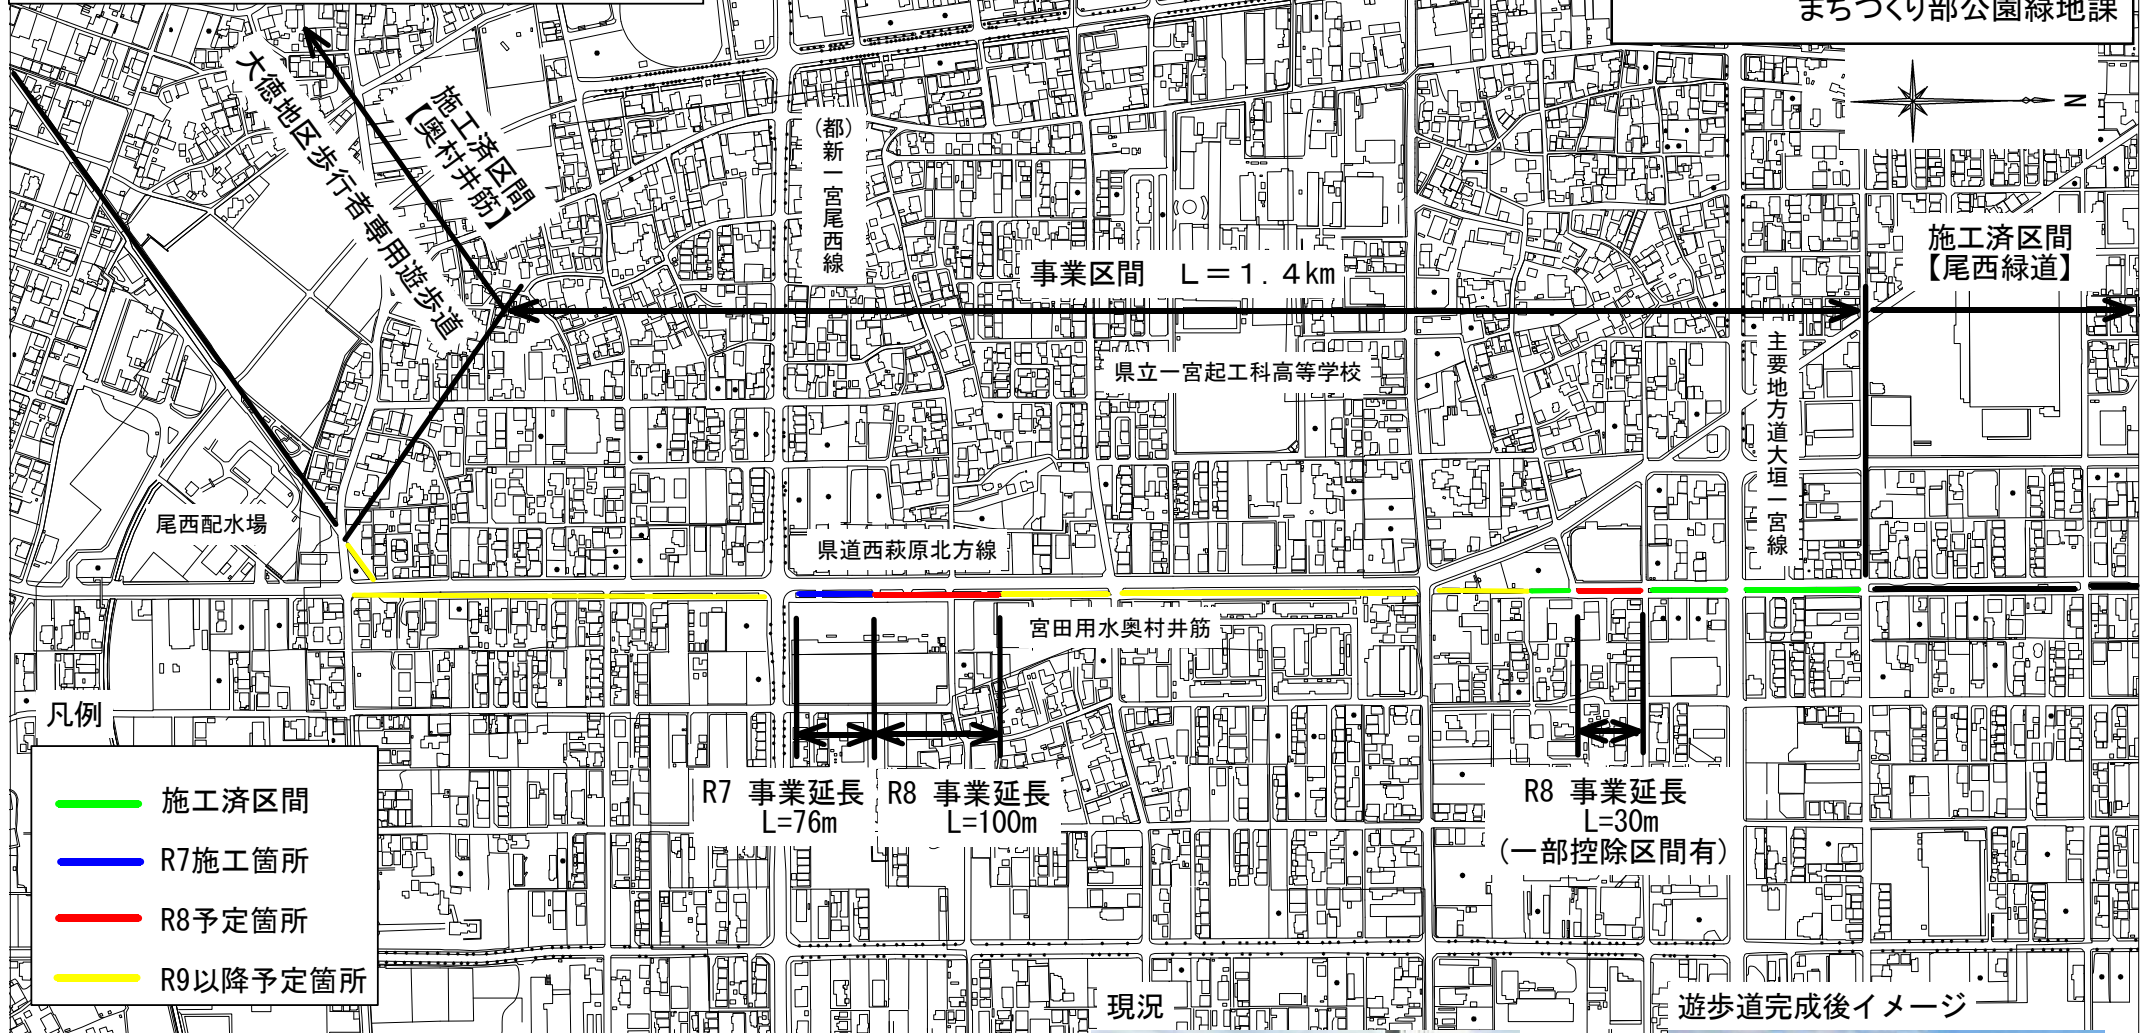 まちづくり部公園緑地課
N
大徳地区歩行者専用遊歩道
施工済区間
【奥村井筋】
(都)新一宮尾西線
事業区間 L=1.4km
施工済区間
【尾西緑道】
県立一宮起工科高等学校
主要地方道大垣一宮線
尾西配水場
県道西萩原北方線
宮田用水奥村井筋
凡例
施工済区間
R7施工箇所
R8予定箇所
R9以降予定箇所
R7 事業延長
L=76m
R8 事業延長
L=100m
R8 事業延長
L=30m
(一部控除区間有)
現況
遊歩道完成後イメージ